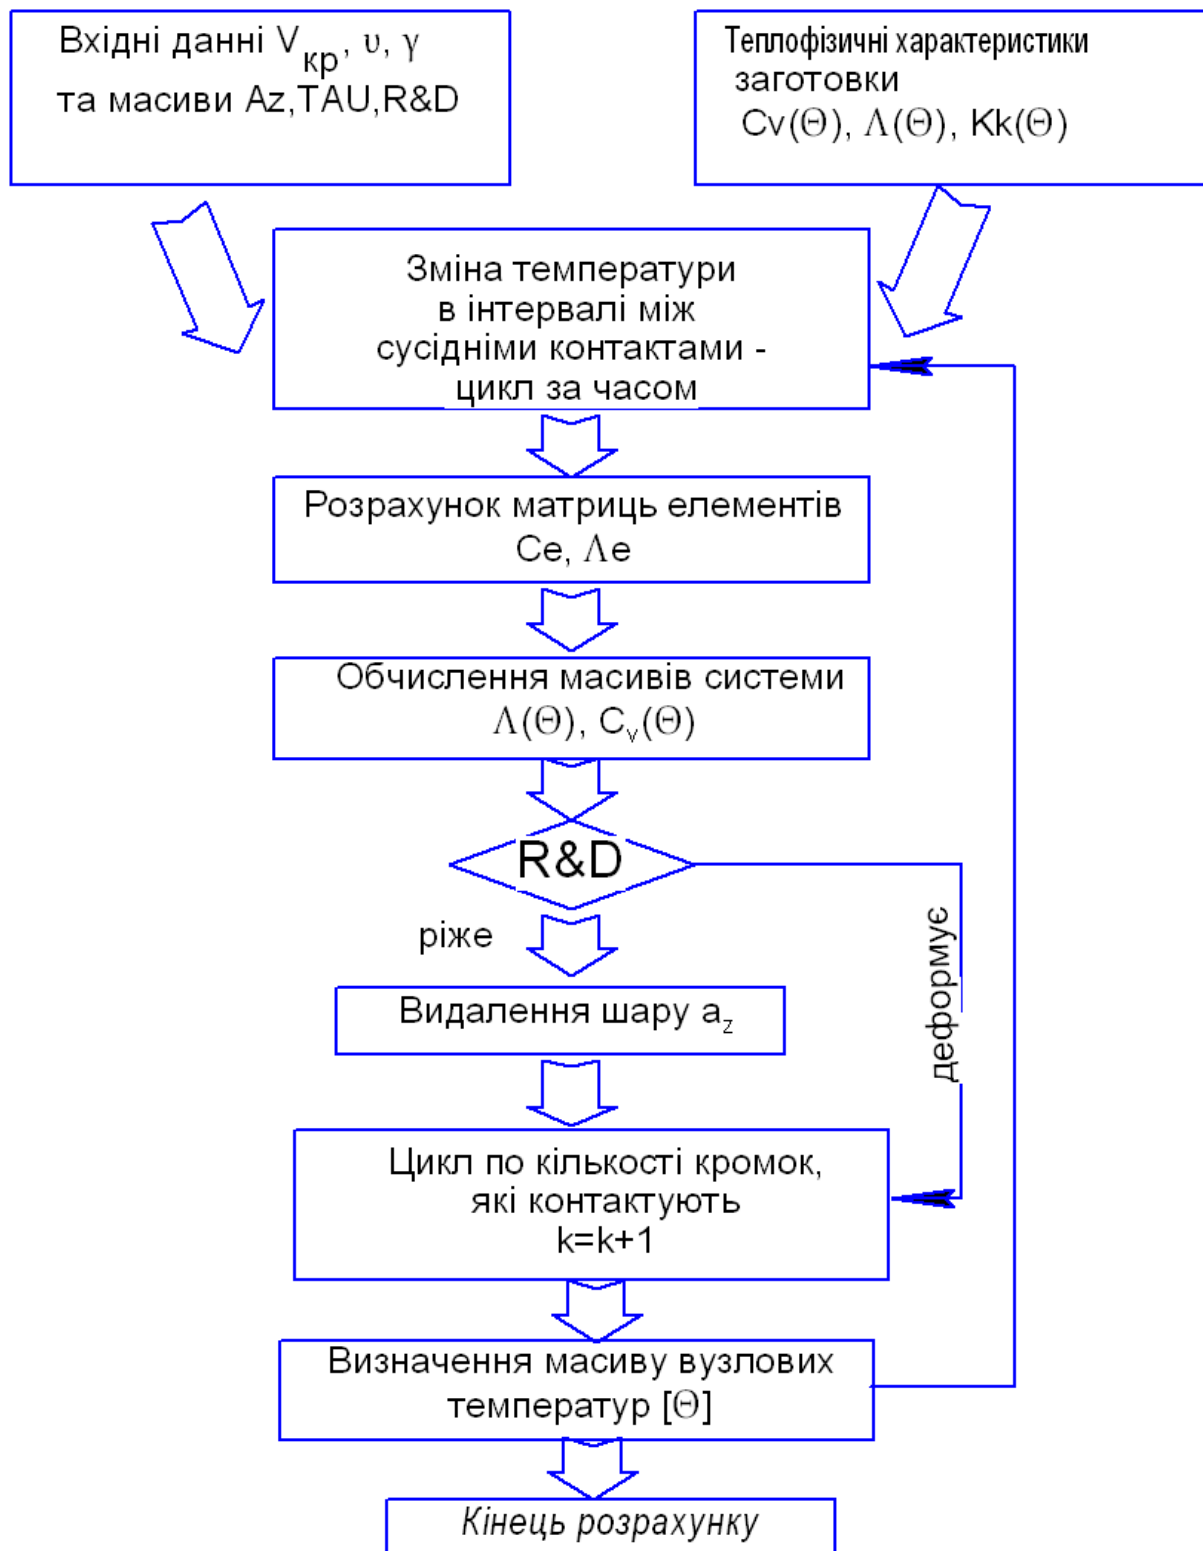 Вхідні данні Vкр, υ, γ
та масиви Az,TAU,R&D
Теплофізичні характеристики
заготовки
Cv(Θ), Λ(Θ), Kk(Θ)
Зміна температури
в інтервалі між
сусідніми контактами -
цикл за часом
Розрахунок матриць елементів
Ce, Λe
Обчислення масивів системи
Λ(Θ), Cv(Θ)
R&D
ріже
деформує
Видалення шару az
Цикл по кількості кромок,
які контактують
k=k+1
Визначення масиву вузлових
температур [Θ]
Кінець розрахунку